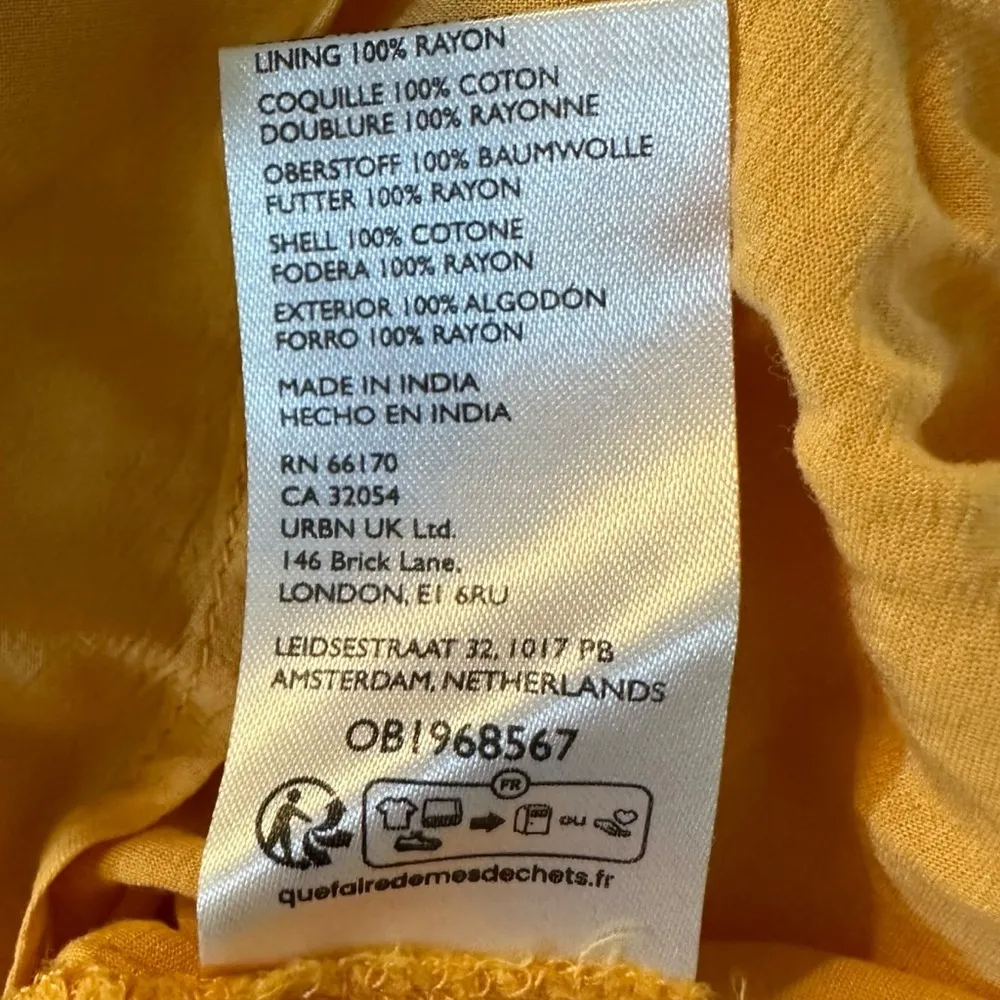 LINING 100% RAYON
COQUILLE 100% COTON
DOUBLURE 100% RAYONNE
OBERSTOFF 100% BAUMWOLLE
FUTTER 100% RAYON
SHELL 100% COTONE
FODERA 100% RAYON
EXTERIOR 100% ALGODÓN
FORRO 100% RAYON
MADE IN INDIA
HECHO EN INDIA
RN 66170
CA 32054
URBN UK Ltd.
146 Brick Lane,
LONDON, E1 6RU
LEIDSESTRAAT 32, 1017 PB
AMSTERDAM, NETHERLANDS
OB1968567
FR
OU
quefairedemesdechets.fr